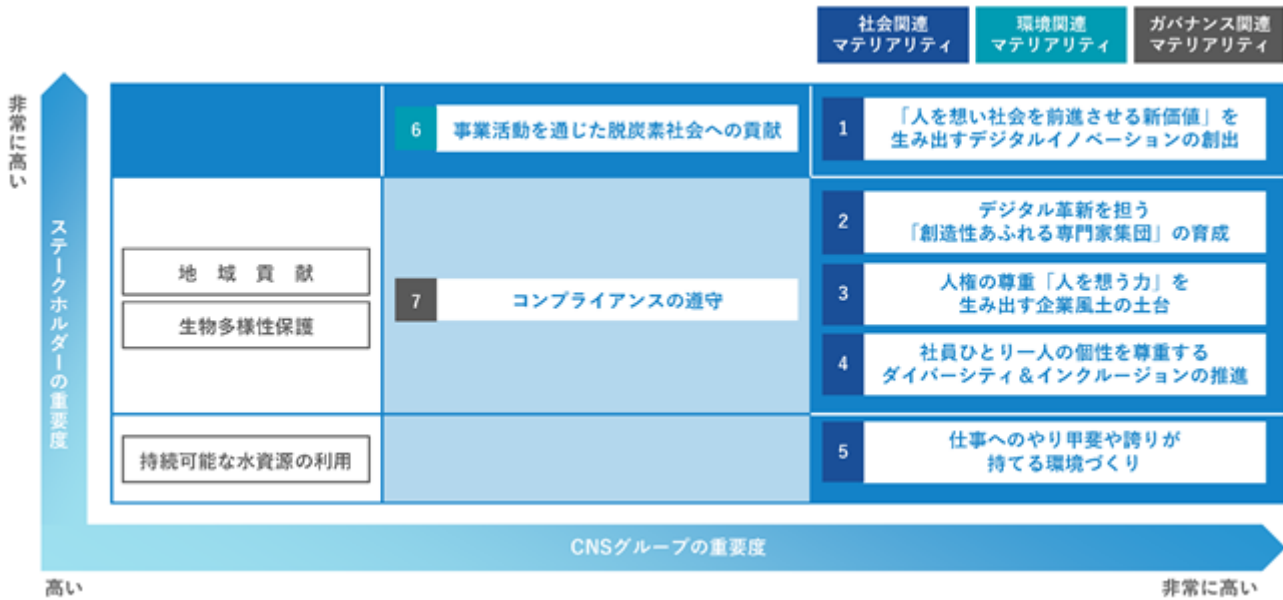 社会関連
マテリアリティ
環境関連
マテリアリティ
ガバナンス関連
マテリアリティ
非常に高い
ステークホルダーの重要度
6
事業活動を通じた脱炭素社会への貢献
1
「人を想い社会を前進させる新価値」を
生み出すデジタルイノベーションの創出
地 域 貢 献
生物多様性保護
7
コンプライアンスの遵守
2
デジタル革新を担う
「創造性あふれる専門家集団」の育成
3
人権の尊重「人を想う力」を
生み出す企業風土の土台
4
社員ひとり一人の個性を尊重する
ダイバーシティ&インクルージョンの推進
持続可能な水資源の利用
5
仕事へのやり甲斐や誇りが
持てる環境づくり
CNSグループの重要度
高い
非常に高い